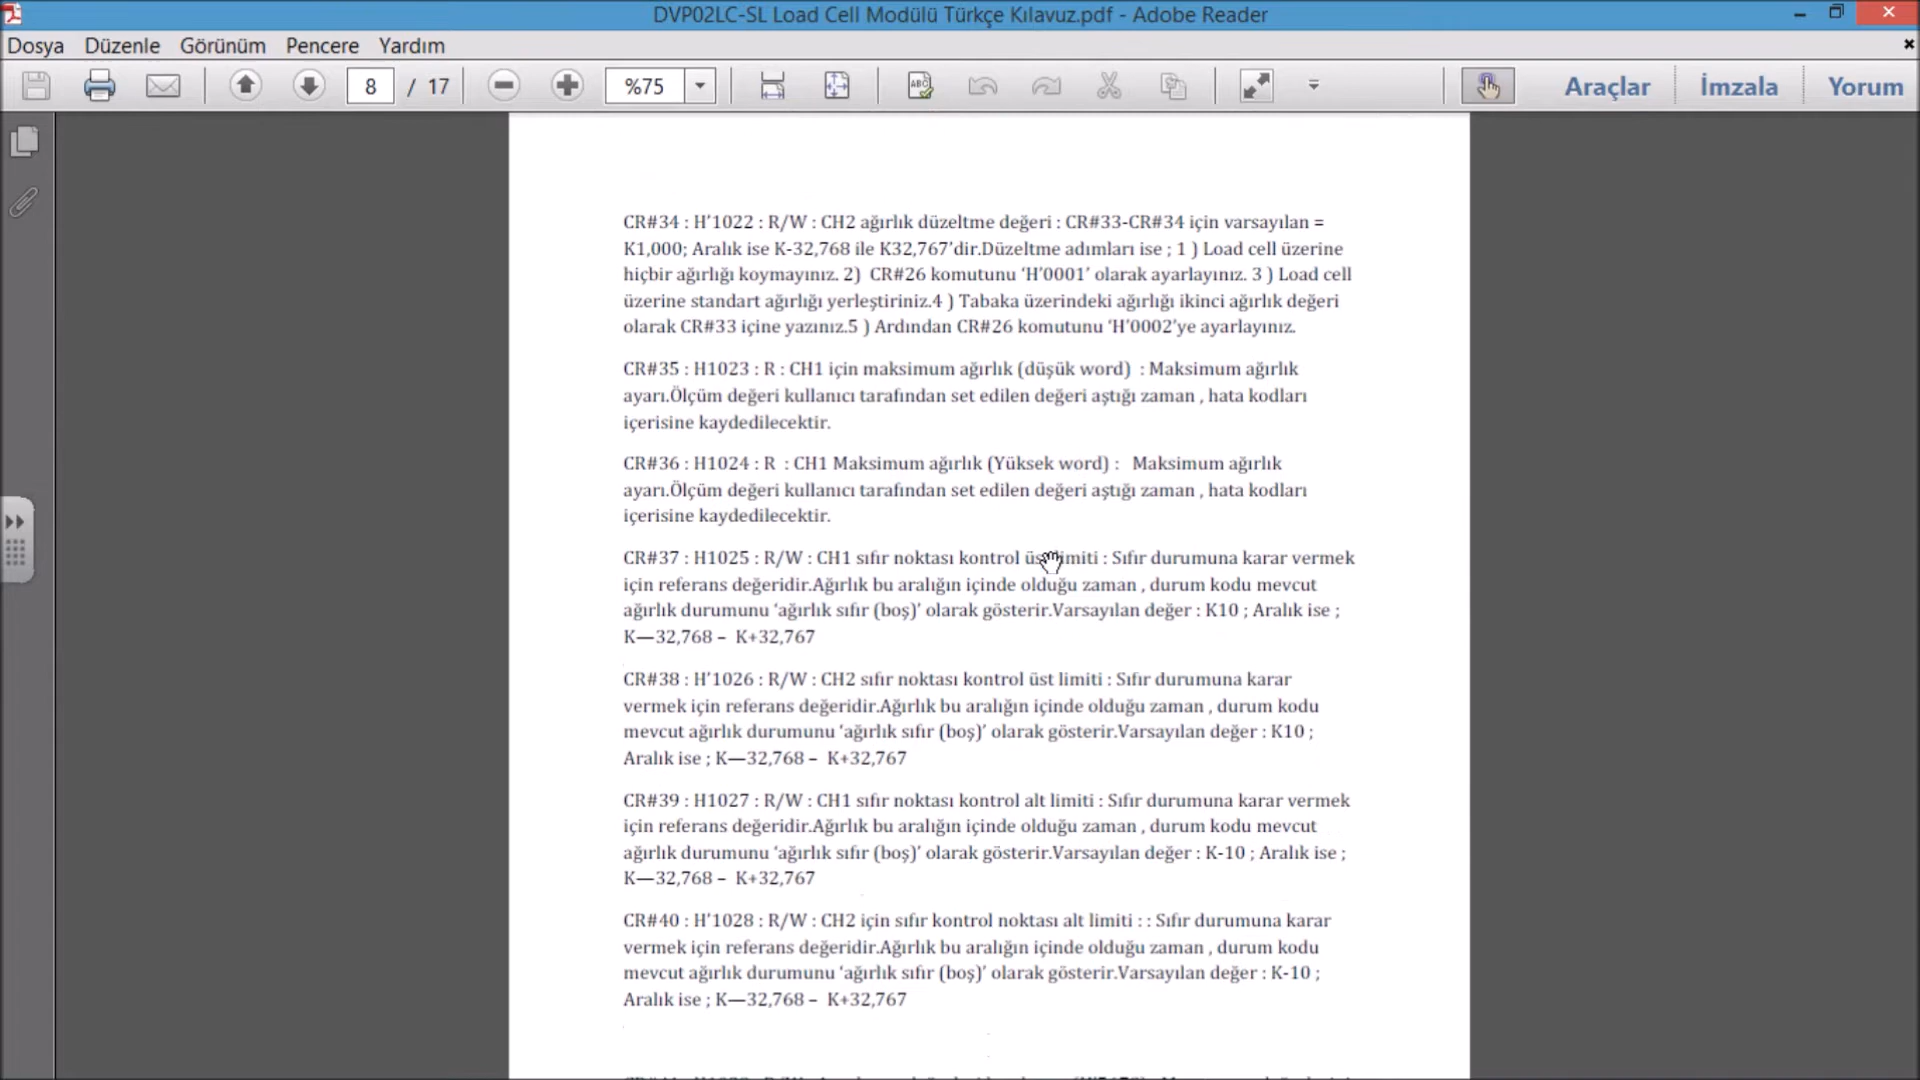 DVP02LC-SL Load Cell Modülü Türkçe Kılavuz.pdf - Adobe Reader
Dosya Düzenle Görünüm Pencere Yardım
8 / 17 %75 Araçlar İmzala Yorum
CR#34 : H'1022 : R/W : CH2 ağırlık düzeltme değeri : CR#33-CR#34 için varsayılan =
K1,000; Aralık ise K-32,768 ile K32,767'dir.Düzeltme adımları ise ; 1 ) Load cell üzerine
hiçbir ağırlığı koymayınız. 2) CR#26 komutunu 'H'0001' olarak ayarlayınız. 3 ) Load cell
üzerine standart ağırlığı yerleştiriniz.4 ) Tabaka üzerindeki ağırlığı ikinci ağırlık değeri
olarak CR#33 içine yazınız.5 ) Ardından CR#26 komutunu 'H'0002'ye ayarlayınız.
CR#35 : H1023 : R : CH1 için maksimum ağırlık (düşük word) : Maksimum ağırlık
ayarı.Ölçüm değeri kullanıcı tarafından set edilen değeri aştığı zaman , hata kodları
içerisine kaydedilecektir.
CR#36 : H1024 : R : CH1 Maksimum ağırlık (Yüksek word) : Maksimum ağırlık
ayarı.Ölçüm değeri kullanıcı tarafından set edilen değeri aştığı zaman , hata kodları
içerisine kaydedilecektir.
CR#37 : H1025 : R/W : CH1 sıfır noktası kontrol üst limiti : Sıfır durumuna karar vermek
için referans değeridir.Ağırlık bu aralığın içinde olduğu zaman , durum kodu mevcut
ağırlık durumunu 'ağırlık sıfır (boş)' olarak gösterir.Varsayılan değer : K10 ; Aralık ise ;
K—32,768 – K+32,767
CR#38 : H'1026 : R/W : CH2 sıfır noktası kontrol üst limiti : Sıfır durumuna karar
vermek için referans değeridir.Ağırlık bu aralığın içinde olduğu zaman , durum kodu
mevcut ağırlık durumunu 'ağırlık sıfır (boş)' olarak gösterir.Varsayılan değer : K10 ;
Aralık ise ; K—32,768 – K+32,767
CR#39 : H1027 : R/W : CH1 sıfır noktası kontrol alt limiti : Sıfır durumuna karar vermek
için referans değeridir.Ağırlık bu aralığın içinde olduğu zaman , durum kodu mevcut
ağırlık durumunu 'ağırlık sıfır (boş)' olarak gösterir.Varsayılan değer : K-10 ; Aralık ise ;
K—32,768 – K+32,767
CR#40 : H'1028 : R/W : CH2 için sıfır kontrol noktası alt limiti : : Sıfır durumuna karar
vermek için referans değeridir.Ağırlık bu aralığın içinde olduğu zaman , durum kodu
mevcut ağırlık durumunu 'ağırlık sıfır (boş)' olarak gösterir.Varsayılan değer : K-10 ;
Aralık ise ; K—32,768 – K+32,767